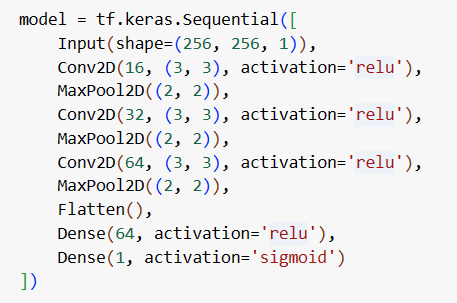 model = tf.keras.Sequential([
    Input(shape=(256, 256, 1)),
    Conv2D(16, (3, 3), activation='relu'),
    MaxPool2D((2, 2)),
    Conv2D(32, (3, 3), activation='relu'),
    MaxPool2D((2, 2)),
    Conv2D(64, (3, 3), activation='relu'),
    MaxPool2D((2, 2)),
    Flatten(),
    Dense(64, activation='relu'),
    Dense(1, activation='sigmoid')
])